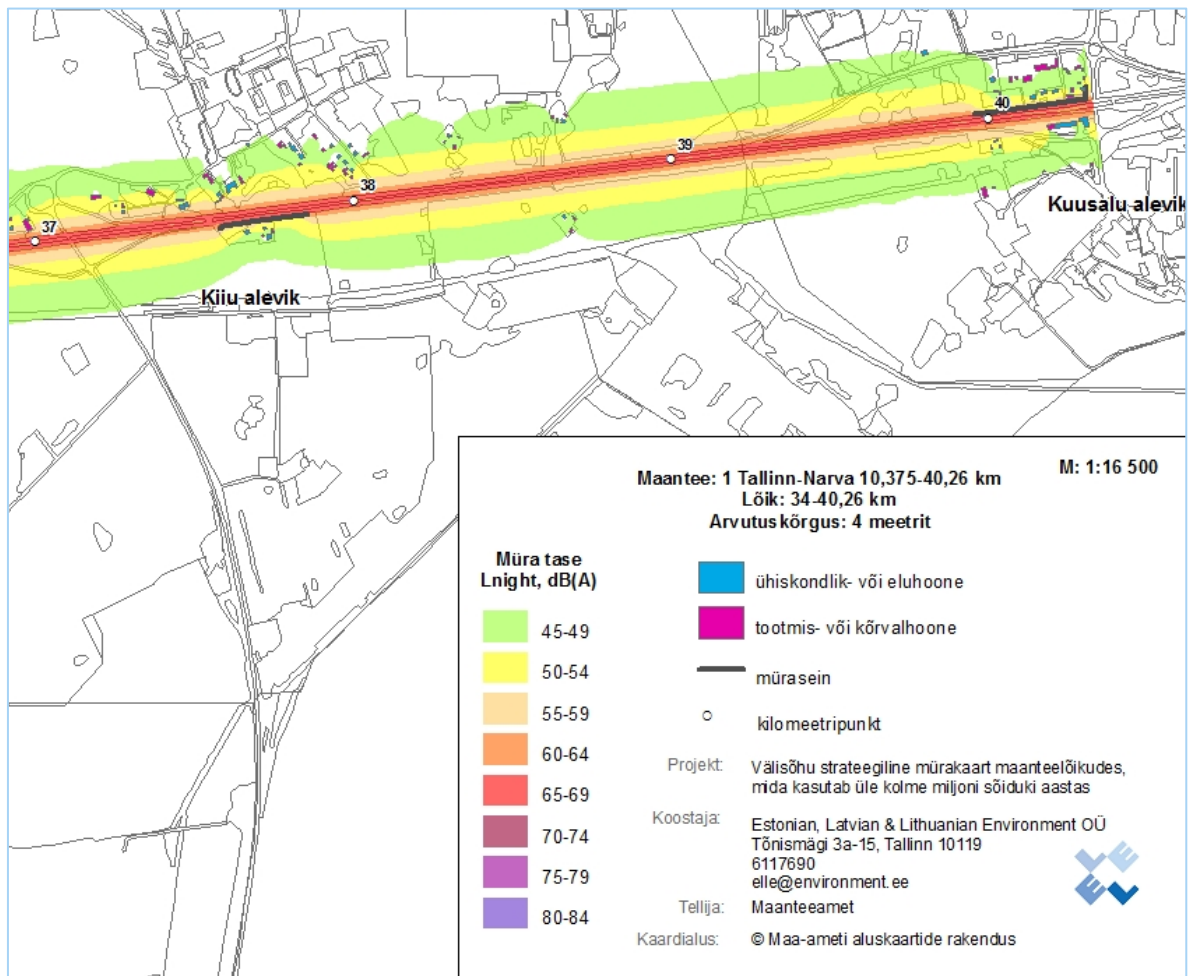 40
39
38
37
Kuusalu alevik
Kiiu alevik
Maantee: 1 Tallinn-Narva 10,375-40,26 km
M: 1:16 500
Lõik: 34-40,26 km
Arvutuskõrgus: 4 meetrit
Müra tase
Lnight, dB(A)
45-49
50-54
55-59
60-64
65-69
70-74
75-79
80-84
ühiskondlik- või eluhoone
tootmis- või kõrvalhoone
mürasein
kilomeetripunkt
Projekt: Välisõhu strateegiline mürakaart maanteelõikudes,
mida kasutab üle kolme miljoni sõiduki aastas
Koostaja: Estonian, Latvian & Lithuanian Environment OÜ
Tõnismägi 3a-15, Tallinn 10119
6117690
elle@environment.ee
Tellija: Maanteeamet
Kaardialus: © Maa-ameti aluskaartide rakendus